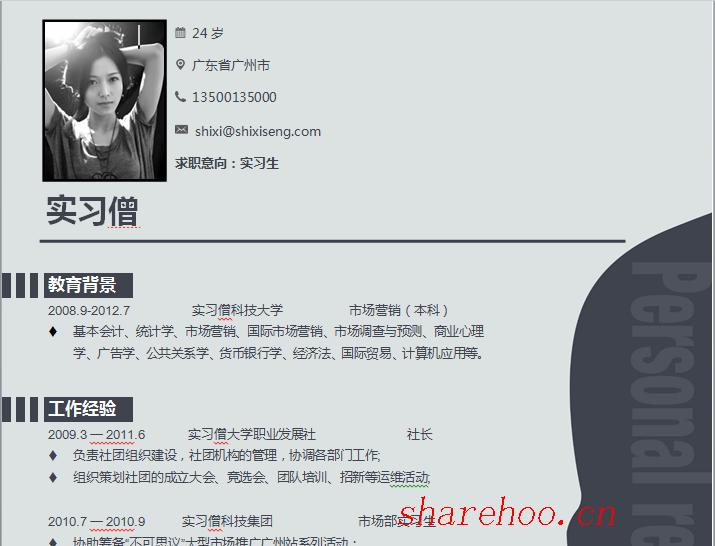 24 岁
广东省广州市
13500135000
shixi@shixiseng.com
求职意向：实习生
实习僧
教育背景
2008.9-2012.7 实习僧科技大学 市场营销（本科）
基本会计、统计学、市场营销、国际市场营销、市场调查与预测、商业心理
学、广告学、公共关系学、货币银行学、经济法、国际贸易、计算机应用等。
工作经验
2009.3 — 2011.6 实习僧大学职业发展社 社长
负责社团组织建设，社团机构的管理，协调各部门工作;
组织策划社团的成立大会、竞选会、团队培训、招新等运维活动;
2010.7 — 2010.9 实习僧科技集团 市场部实习生
协助筹备“不可思议”大型市场推广广州站系列活动；
Personal re
sharehoo.cn